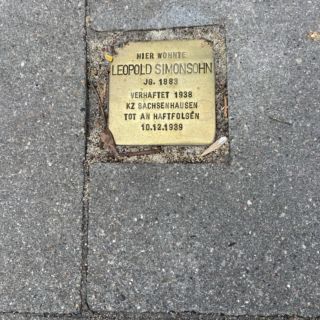 HIER WOHNTE
LEOPOLD SIMONSOHN
JG. 1883
VERHAFTET 1938
KZ SACHSENHAUSEN
TOT AN HAFTFOLGEN
10.12.1939